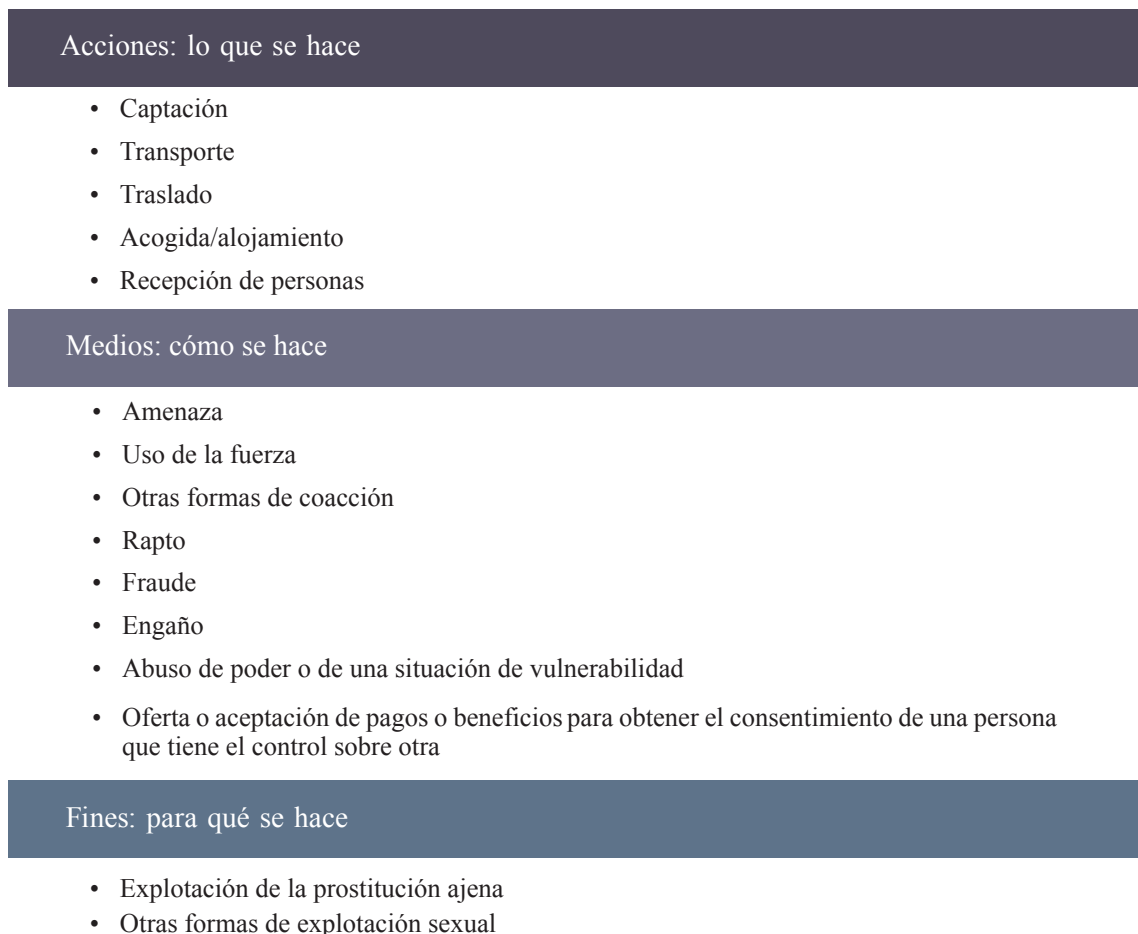 Acciones: lo que se hace
• Captación
• Transporte
• Traslado
• Acogida/alojamiento
• Recepción de personas
Medios: cómo se hace
• Amenaza
• Uso de la fuerza
• Otras formas de coacción
• Rapto
• Fraude
• Engaño
• Abuso de poder o de una situación de vulnerabilidad
• Oferta o aceptación de pagos o beneficios para obtener el consentimiento de una persona
que tiene el control sobre otra
Fines: para qué se hace
• Explotación de la prostitución ajena
• Otras formas de explotación sexual